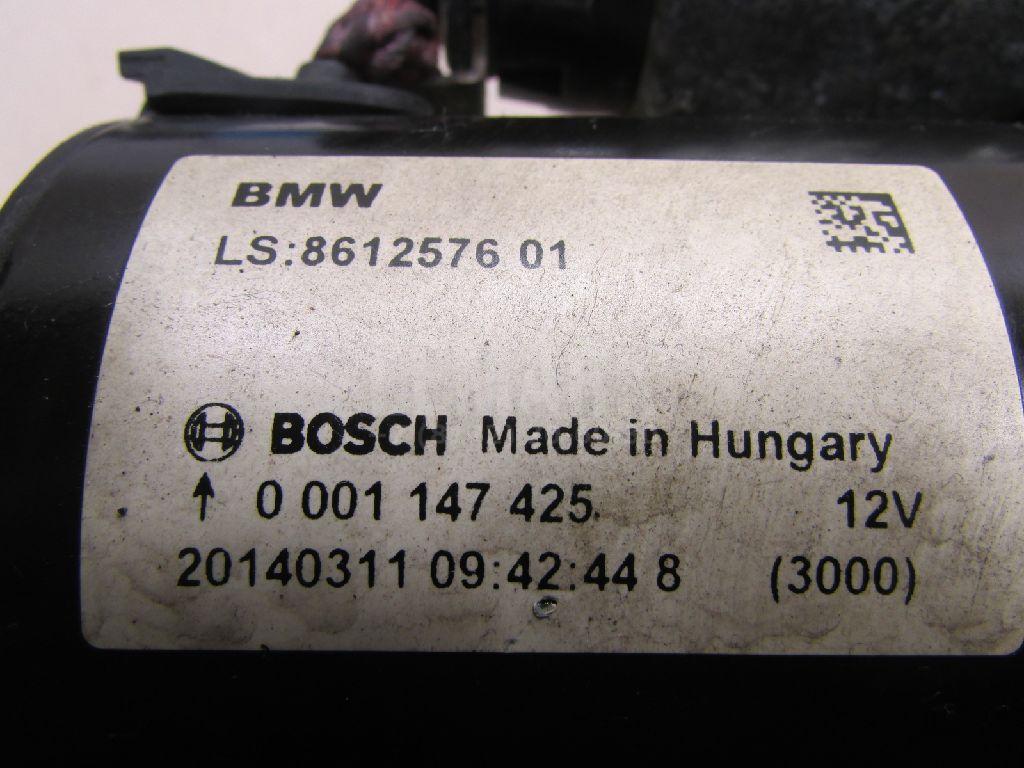 BMW
LS:8612576 01
BOSCH Made in Hungary
↑ 0 001 147 425 12V
20140311 09:42:44 8 (3000)